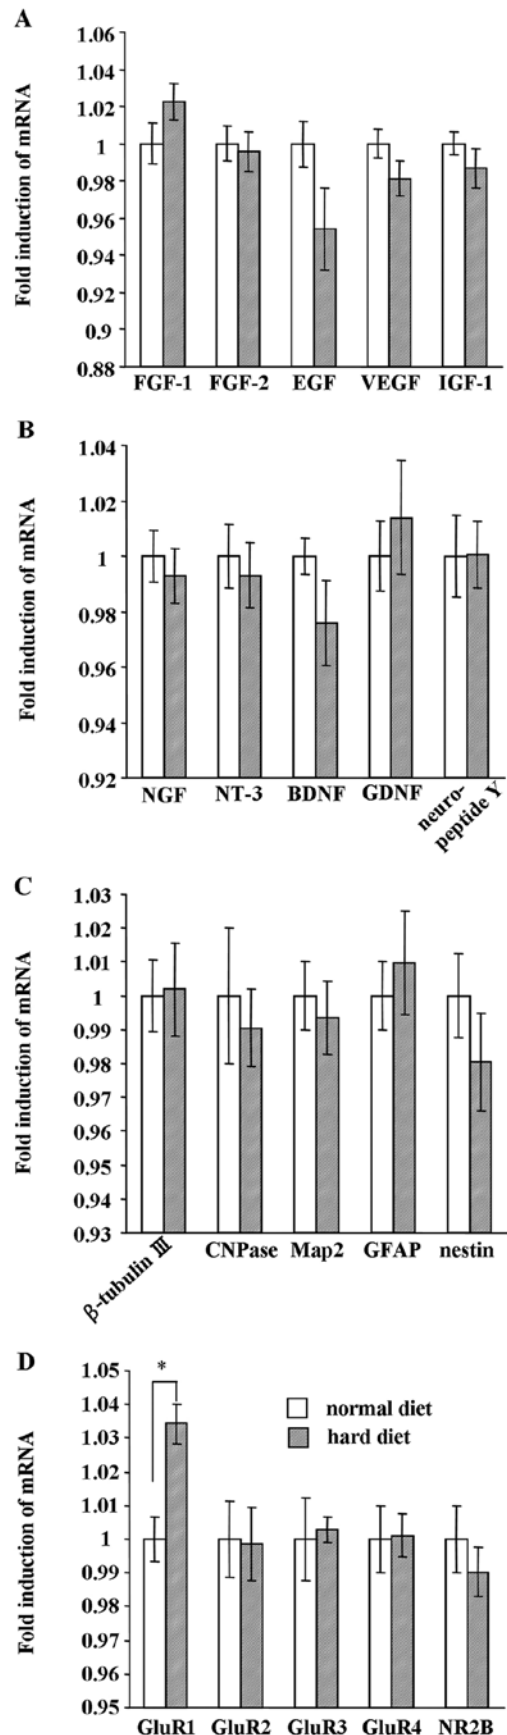 A
Fold induction of mRNA
1.06
1.04
1.02
1
0.98
0.96
0.94
0.92
0.9
0.88
FGF-1 FGF-2 EGF VEGF IGF-1
B
Fold induction of mRNA
1.04
1.02
1
0.98
0.96
0.94
0.92
NGF NT-3 BDNF GDNF neuro-
peptide Y
C
Fold induction of mRNA
1.03
1.02
1.01
1
0.99
0.98
0.97
0.96
0.95
0.94
0.93
β-tubulin Ⅲ CNPase Map2 GFAP nestin
D
Fold induction of mRNA
1.05
1.04
1.03
1.02
1.01
1
0.99
0.98
0.97
0.96
0.95
*
normal diet
hard diet
GluR1 GluR2 GluR3 GluR4 NR2B